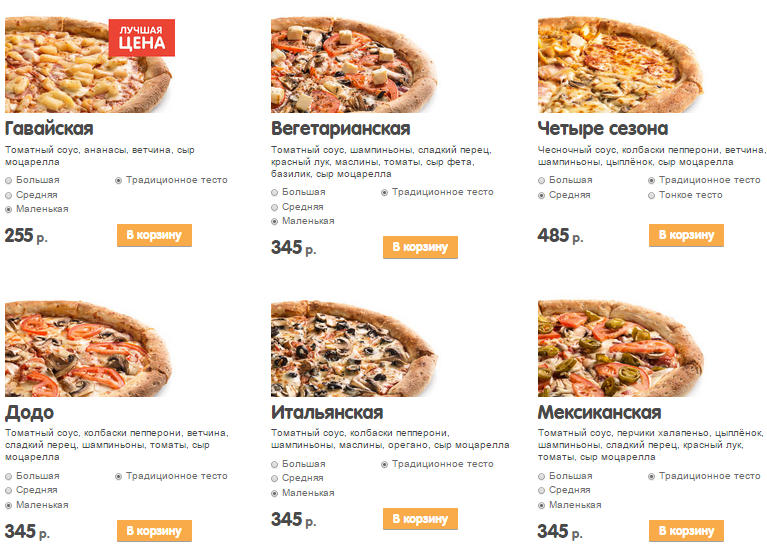 ЛУЧШАЯ
ЦЕНА
Гавайская
Томатный соус, ананасы, ветчина, сыр
моцарелла
Большая
Традиционное тесто
Средняя
Маленькая
255 р.
В корзину
Вегетарианская
Томатный соус, шампиньоны, сладкий перец,
красный лук, маслины, томаты, сыр фета,
базилик, сыр моцарелла
Большая
Традиционное тесто
Средняя
Маленькая
345 р.
В корзину
Четыре сезона
Чесночный соус, колбаски пепперони, ветчина,
шампиньоны, цыплёнок, сыр моцарелла
Большая
Традиционное тесто
Средняя
Тонкое тесто
485 р.
В корзину
Додо
Томатный соус, колбаски пепперони, ветчина,
сладкий перец, шампиньоны, томаты, сыр
моцарелла
Большая
Традиционное тесто
Средняя
Маленькая
345 р.
В корзину
Итальянская
Томатный соус, колбаски пепперони,
шампиньоны, маслины, орегано, сыр моцарелла
Большая
Традиционное тесто
Средняя
Маленькая
345 р.
В корзину
Мексиканская
Томатный соус, перчики халапеньо, цыплёнок,
шампиньоны, сладкий перец, красный лук,
томаты, сыр моцарелла
Большая
Традиционное тесто
Средняя
Маленькая
345 р.
В корзину